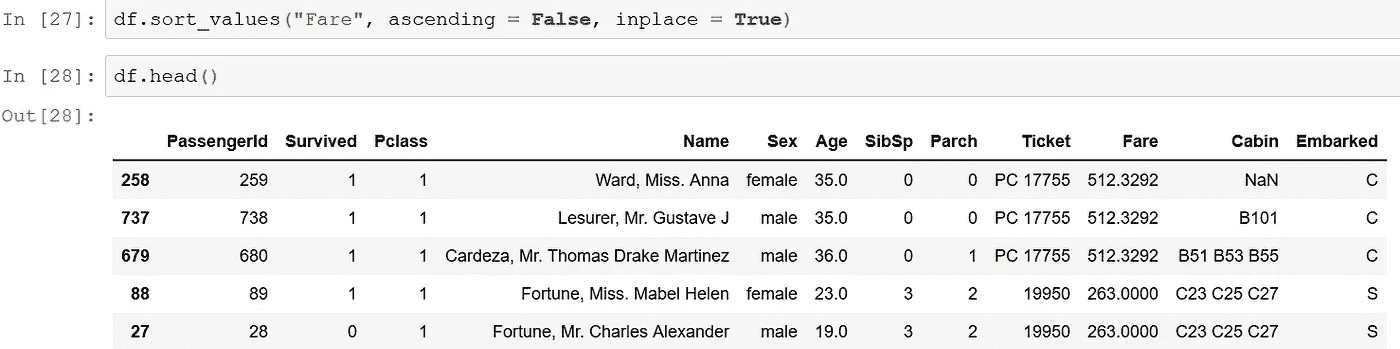 In [27]: df.sort_values("Fare", ascending = False, inplace = True)
In [28]: df.head()
Out[28]:
PassengerId Survived Pclass Name Sex Age SibSp Parch Ticket Fare Cabin Embarked
258 259 1 1 Ward, Miss. Anna female 35.0 0 0 PC 17755 512.3292 NaN C
737 738 1 1 Lesurer, Mr. Gustave J male 35.0 0 0 PC 17755 512.3292 B101 C
679 680 1 1 Cardeza, Mr. Thomas Drake Martinez male 36.0 0 1 PC 17755 512.3292 B51 B53 B55 C
88 89 1 1 Fortune, Miss. Mabel Helen female 23.0 3 2 19950 263.0000 C23 C25 C27 S
27 28 0 1 Fortune, Mr. Charles Alexander male 19.0 3 2 19950 263.0000 C23 C25 C27 S